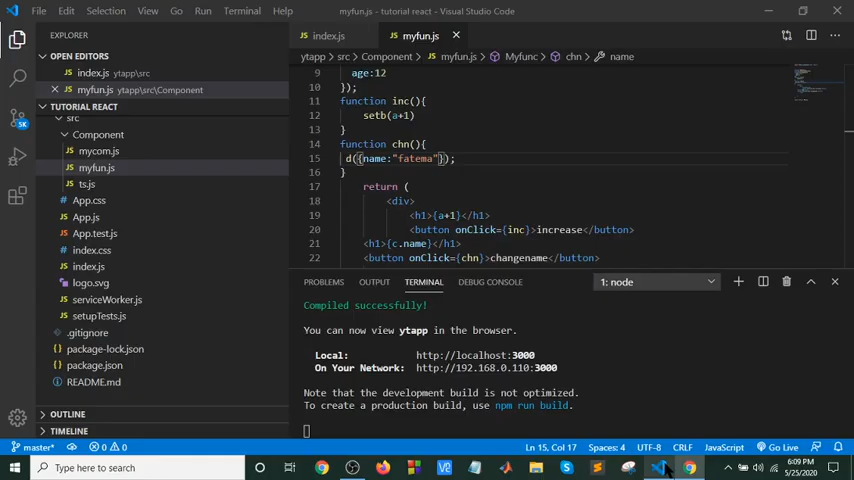 File Edit Selection View Go Run Terminal Help
myfun.js - tutorial react - Visual Studio Code
EXPLORER
OPEN EDITORS
JS index.js ytapp\src
JS myfun.js ytapp\src\Component
TUTORIAL REACT
src
Component
JS mycom.js
JS myfun.js
JS ts.js
App.css
JS App.js
JS App.test.js
index.css
JS index.js
logo.svg
JS serviceWorker.js
JS setupTests.js
.gitignore
{} package-lock.json
{} package.json
README.md
OUTLINE
TIMELINE
JS index.js
JS myfun.js
ytapp > src > Component > JS myfun.js > Myfunc > chn > name
9 age:12
10 });
11 function inc(){
12 setb(a+1)
13 }
14 function chn(){
15 d({name:"fatema"});
16 }
17 return (
18 <div>
19 <h1>{a+1}</h1>
20 <button onClick={inc}>increase</button>
21 <h1>{c.name}</h1>
22 <button onClick={chn}>changename</button>
PROBLEMS OUTPUT TERMINAL DEBUG CONSOLE
1: node
Compiled successfully!
You can now view ytapp in the browser.
Local: http://localhost:3000
On Your Network: http://192.168.0.110:3000
Note that the development build is not optimized.
To create a production build, use npm run build.
master* 0 0
Ln 15, Col 17 Spaces: 4 UTF-8 CRLF JavaScript Go Live
Type here to search
6:09 PM
5/25/2020